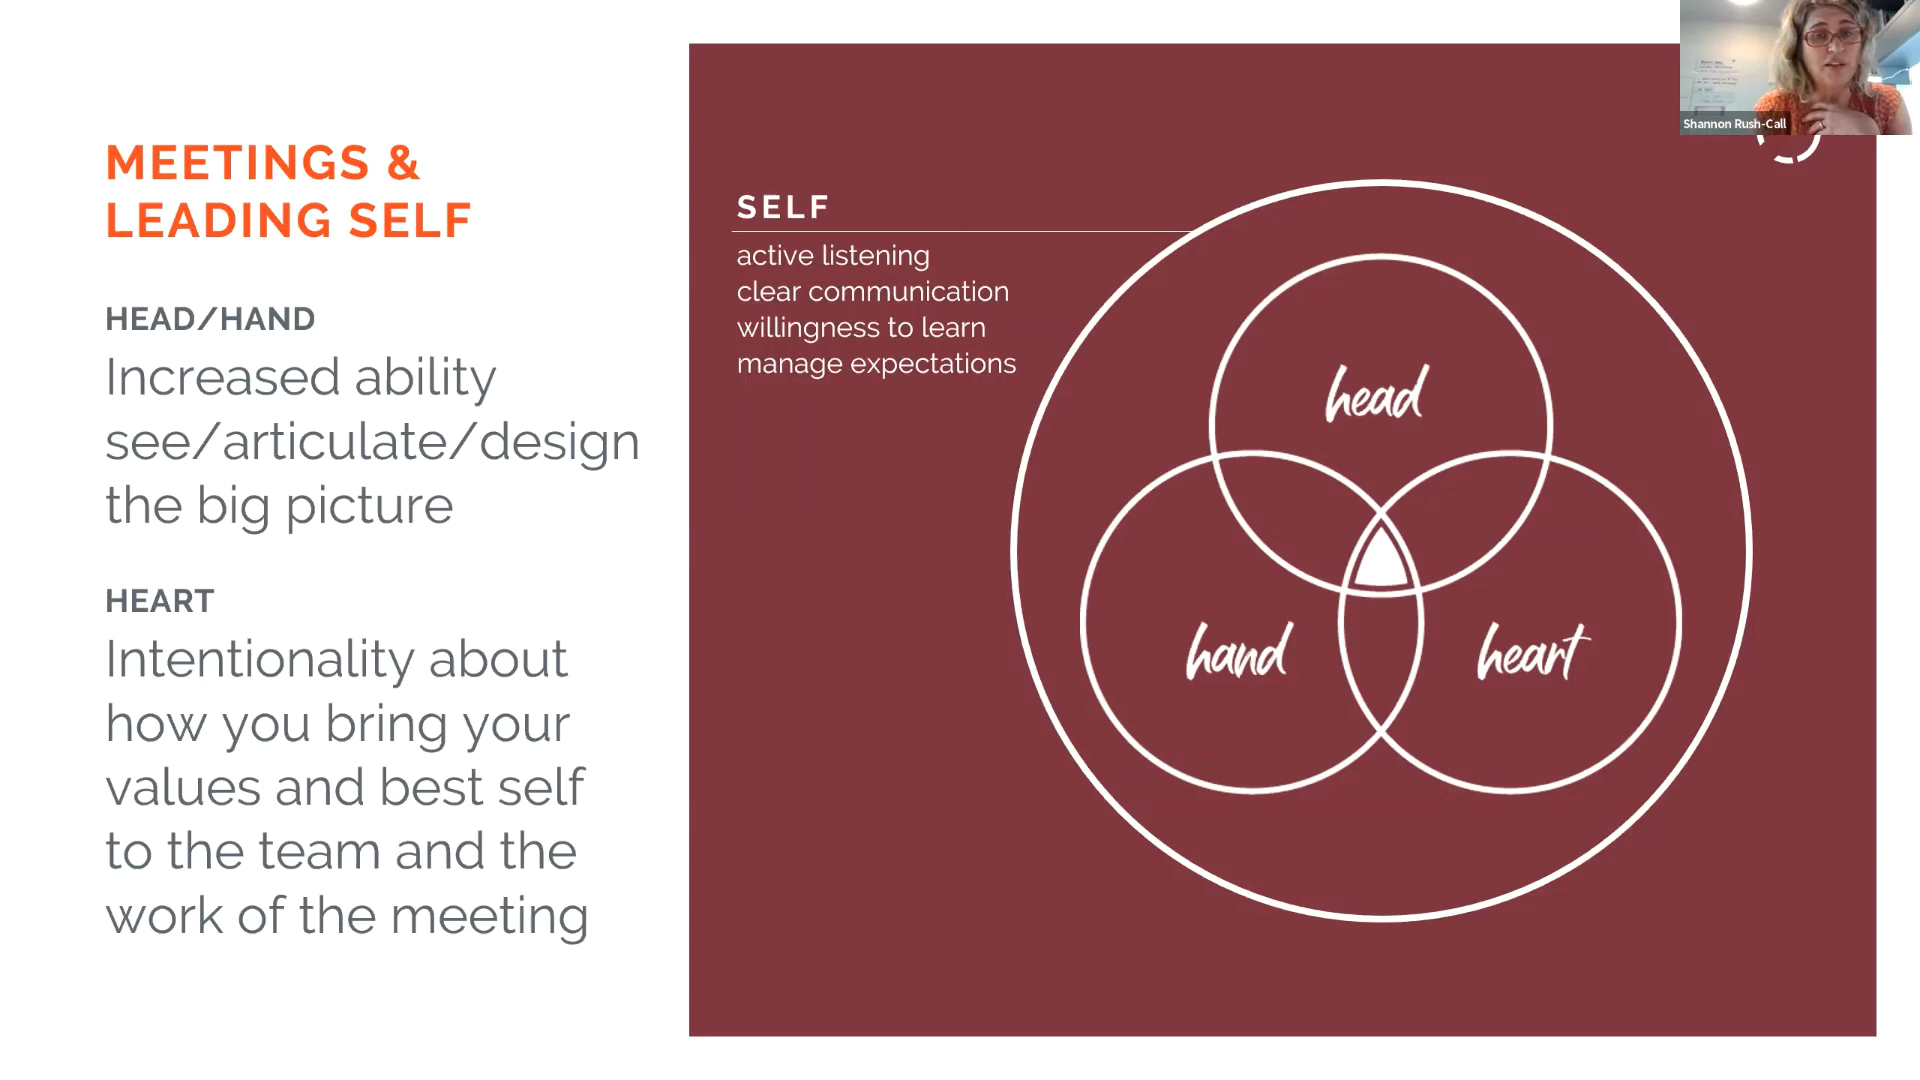 MEETINGS &
LEADING SELF
HEAD/HAND
Increased ability
see/articulate/design
the big picture
HEART
Intentionality about
how you bring your
values and best self
to the team and the
work of the meeting
SELF
active listening
clear communication
willingness to learn
manage expectations
head
hand
heart
Shannon Rush-Call